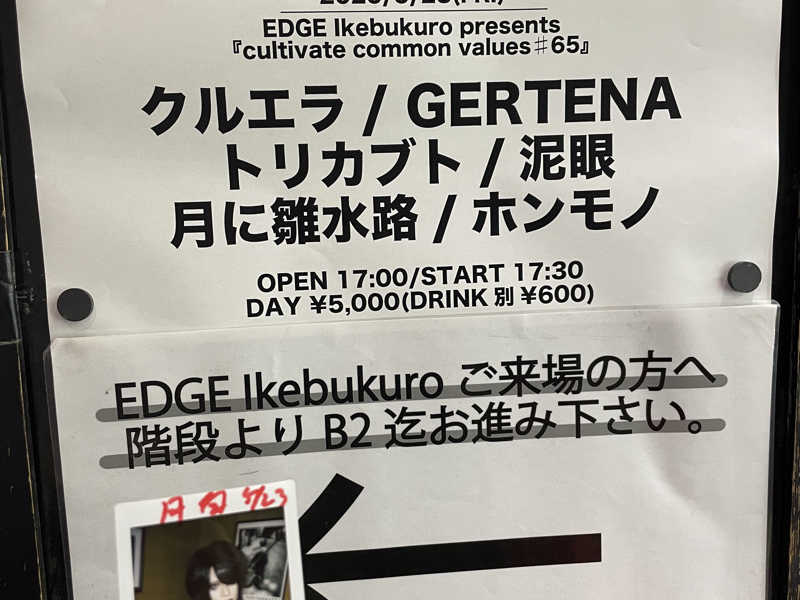 EDGE Ikebukuro presents
『cultivate common values♯65』
クルエラ / GERTENA
トリカブト / 泥眼
月に雛水路 / ホンモノ
OPEN 17:00/START 17:30
DAY ¥5,000(DRINK 別 ¥600)
EDGE Ikebukuro ご来場の方へ
階段より B2 迄お進み下さい。